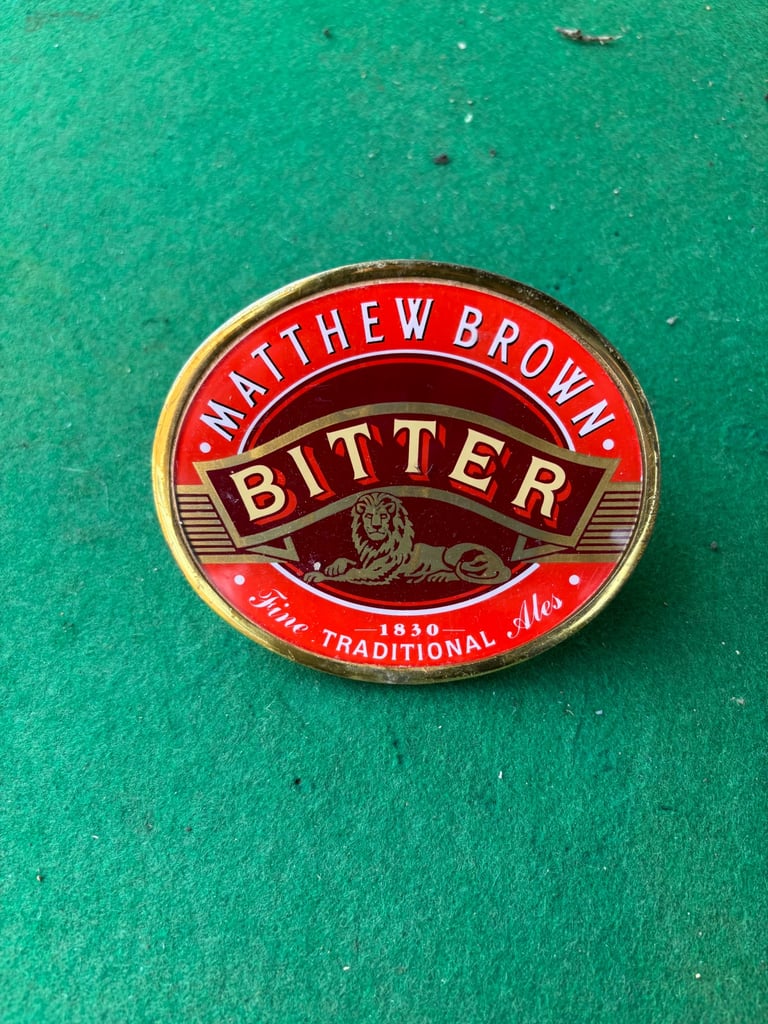 MATTHEW BROWN
BITTER
1830
Fine TRADITIONAL Ales